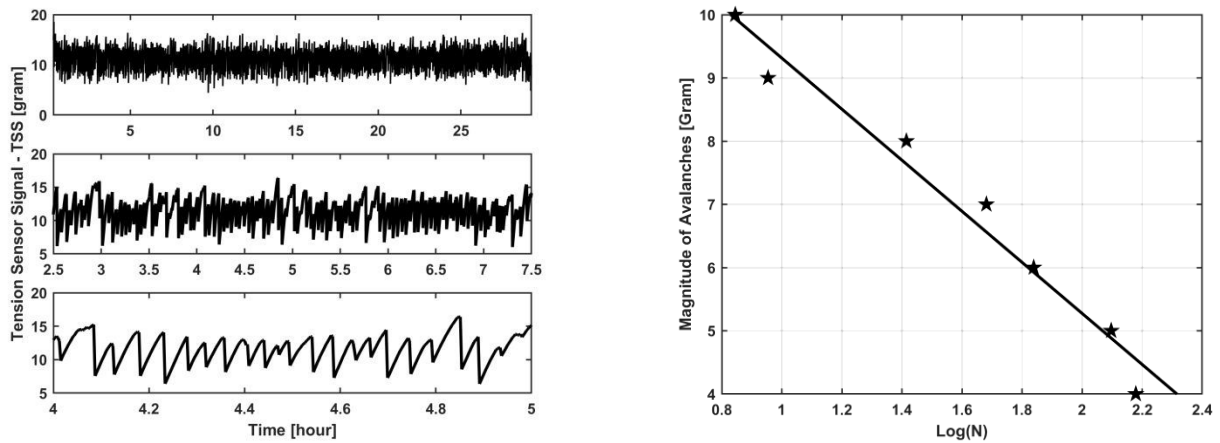 Tension Sensor Signal - TSS [gram]
20
10
0
5 10 15 20 25
20
15
10
5
2.5 3 3.5 4 4.5 5 5.5 6 6.5 7 7.5
20
15
10
5
4 4.2 4.4 4.6 4.8 5
Time [hour]
Magnitude of Avalanches [Gram]
10
9
8
7
6
5
4
0.8 1 1.2 1.4 1.6 1.8 2 2.2 2.4
Log(N)